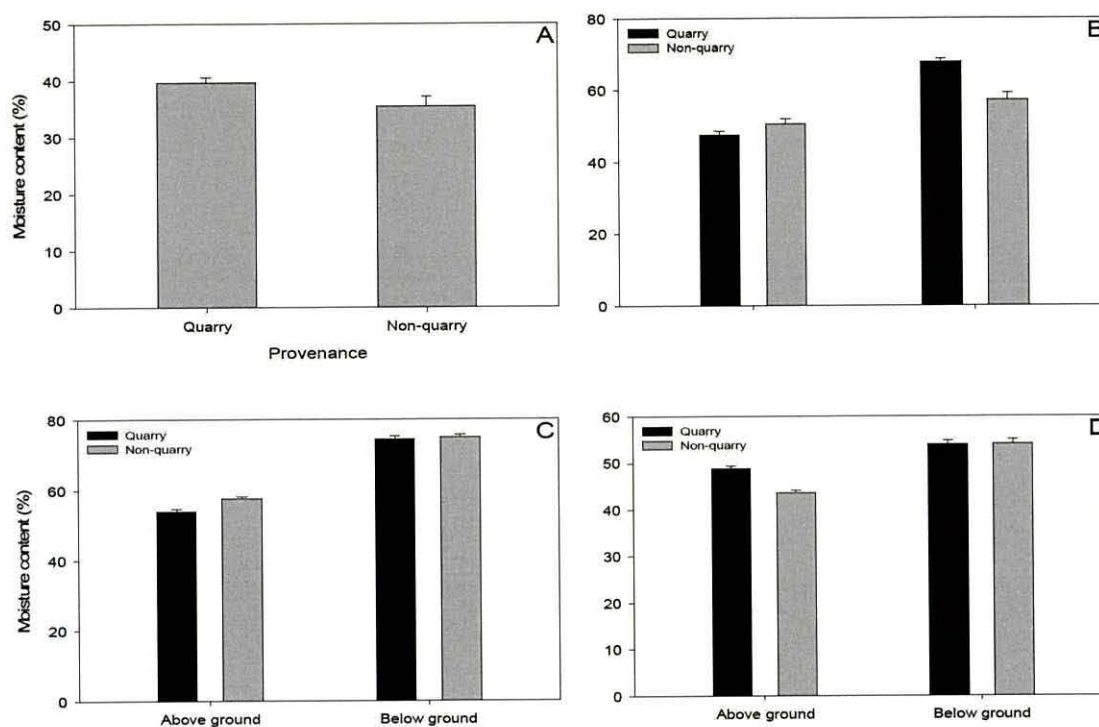 50
40
30
20
10
0
Moisture content (%)
A
Quarry
Non-quarry
Provenance
80
60
40
20
0
Quarry
Non-quarry
B
80
60
40
20
0
Moisture content (%)
Quarry
Non-quarry
C
Above ground
Below ground
60
50
40
30
20
10
0
Quarry
Non-quarry
D
Above ground
Below ground